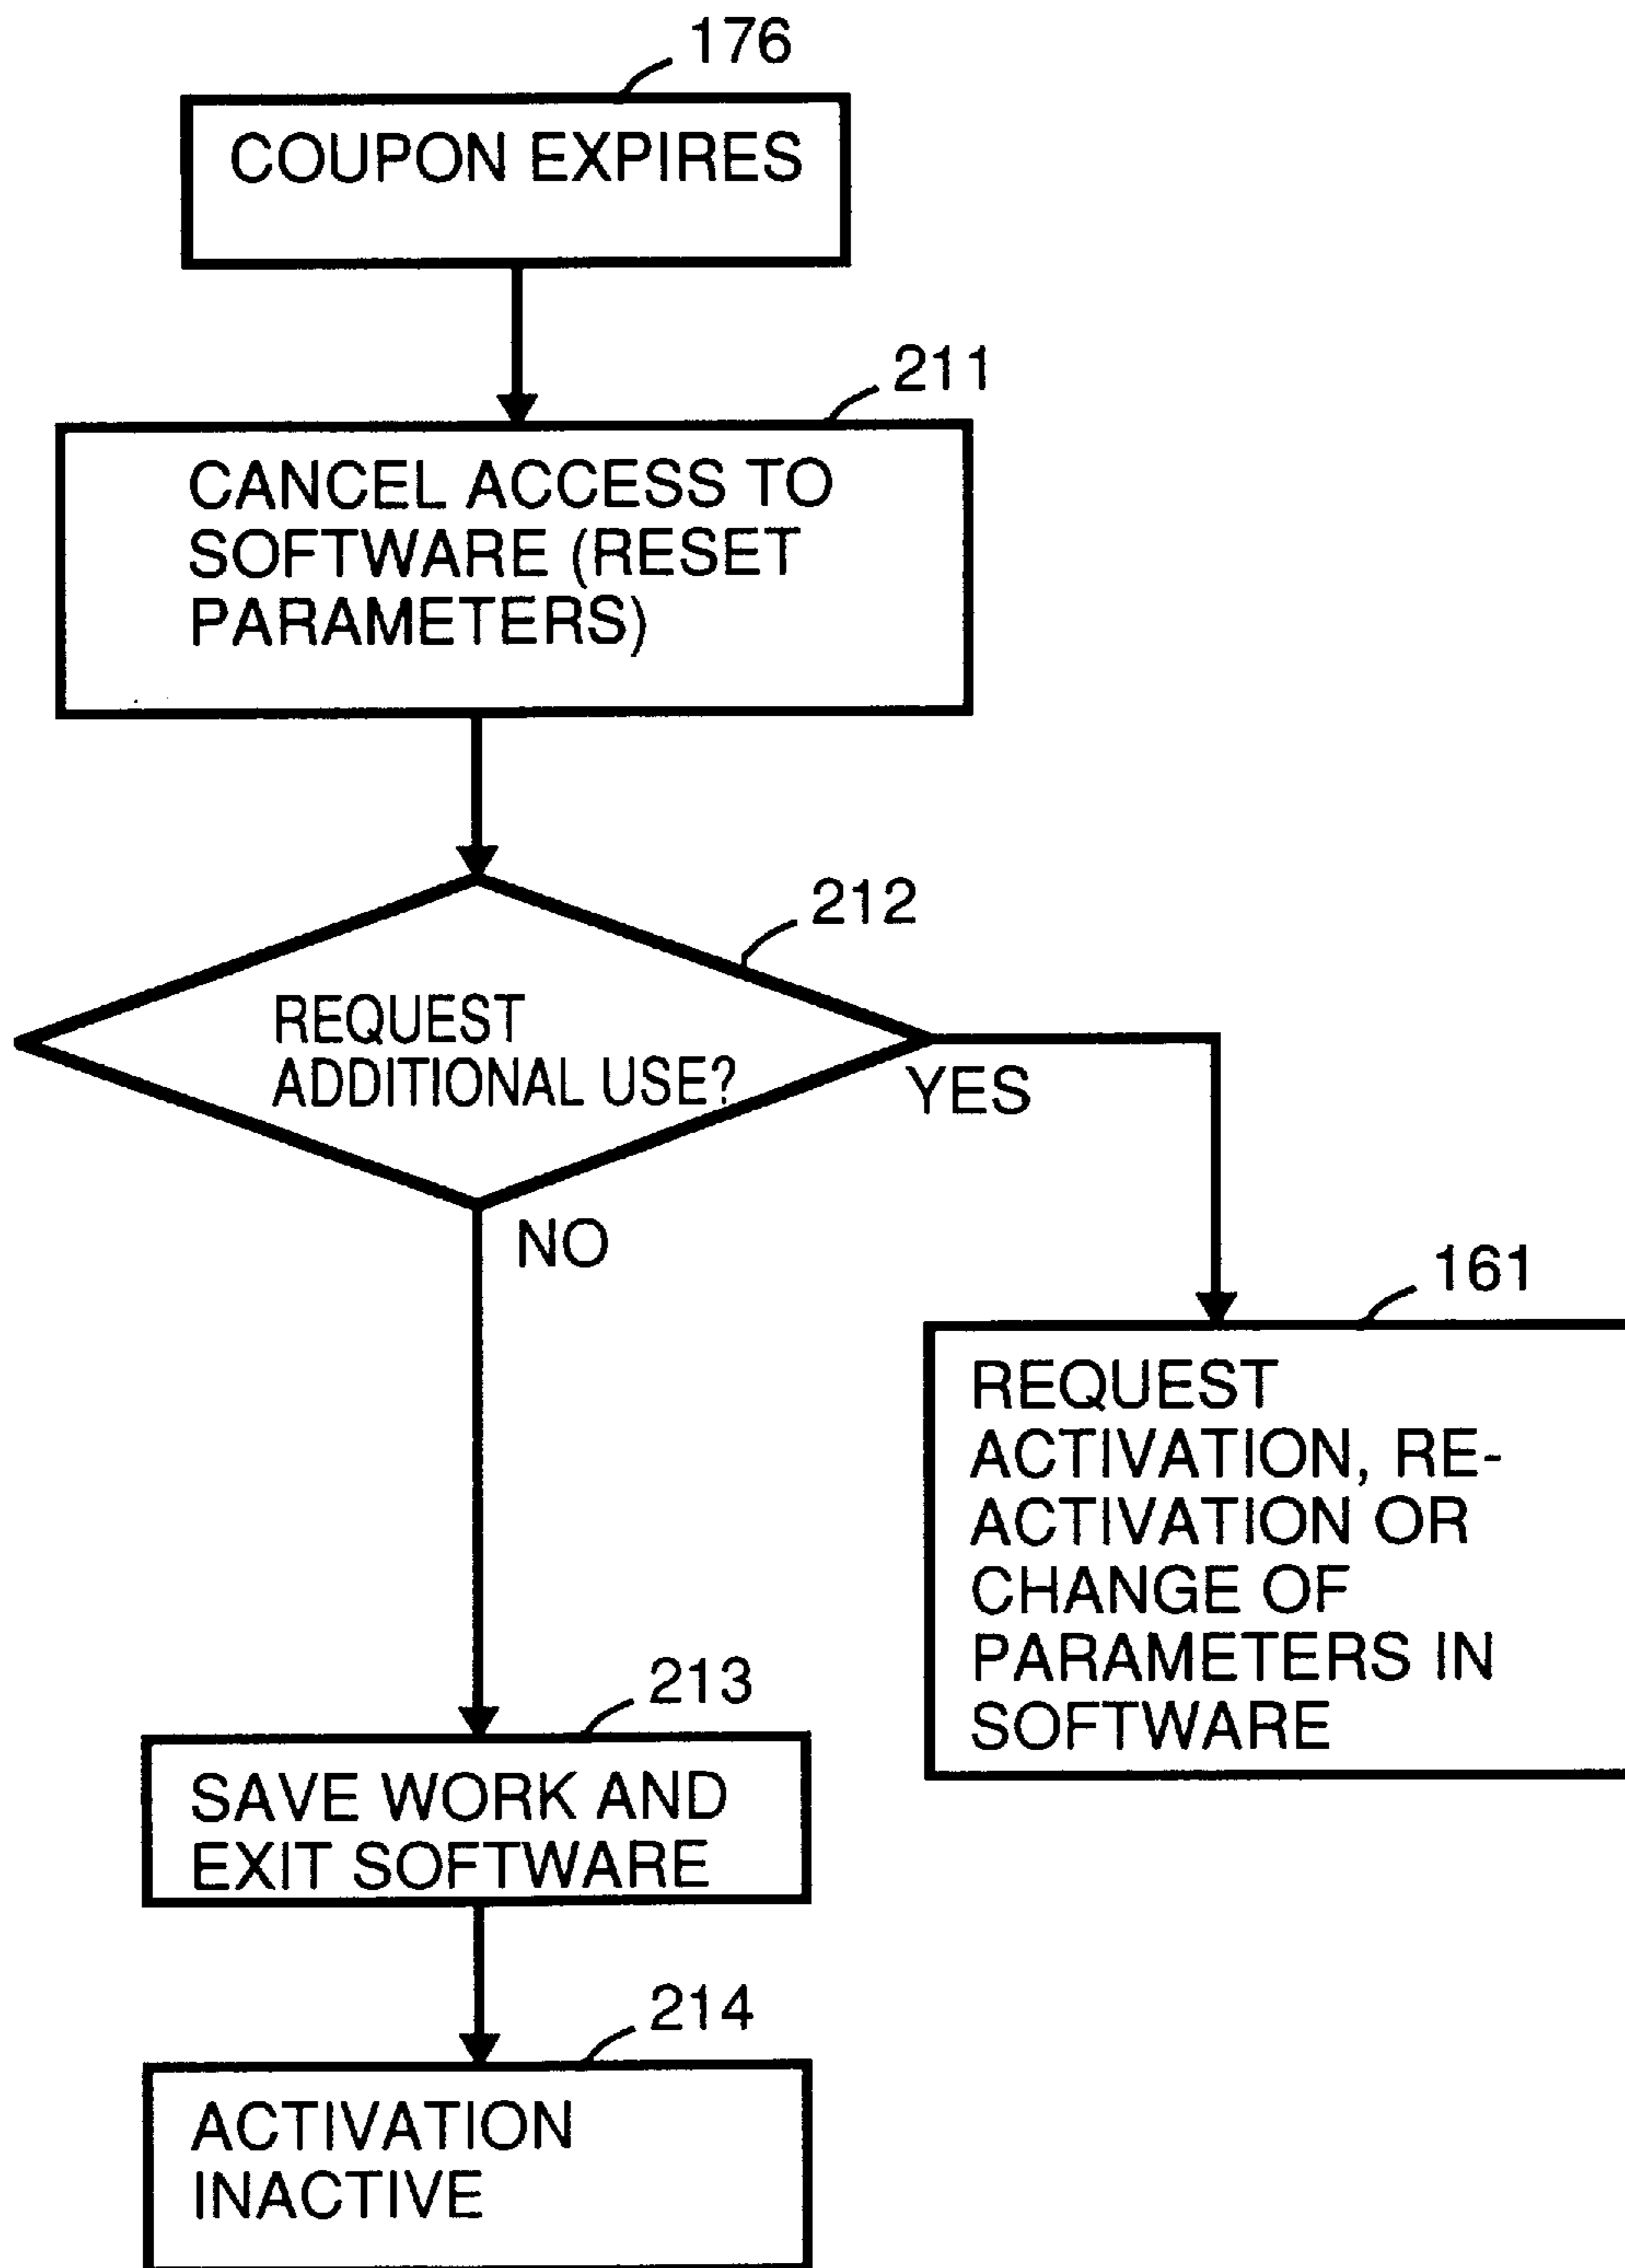 176
COUPON EXPIRES
211
CANCEL ACCESS TO
SOFTWARE (RESET
PARAMETERS)
212
REQUEST
ADDITIONAL USE?
YES
NO
161
REQUEST
ACTIVATION, RE-
ACTIVATION OR
CHANGE OF
PARAMETERS IN
SOFTWARE
213
SAVE WORK AND
EXIT SOFTWARE
214
ACTIVATION
INACTIVE